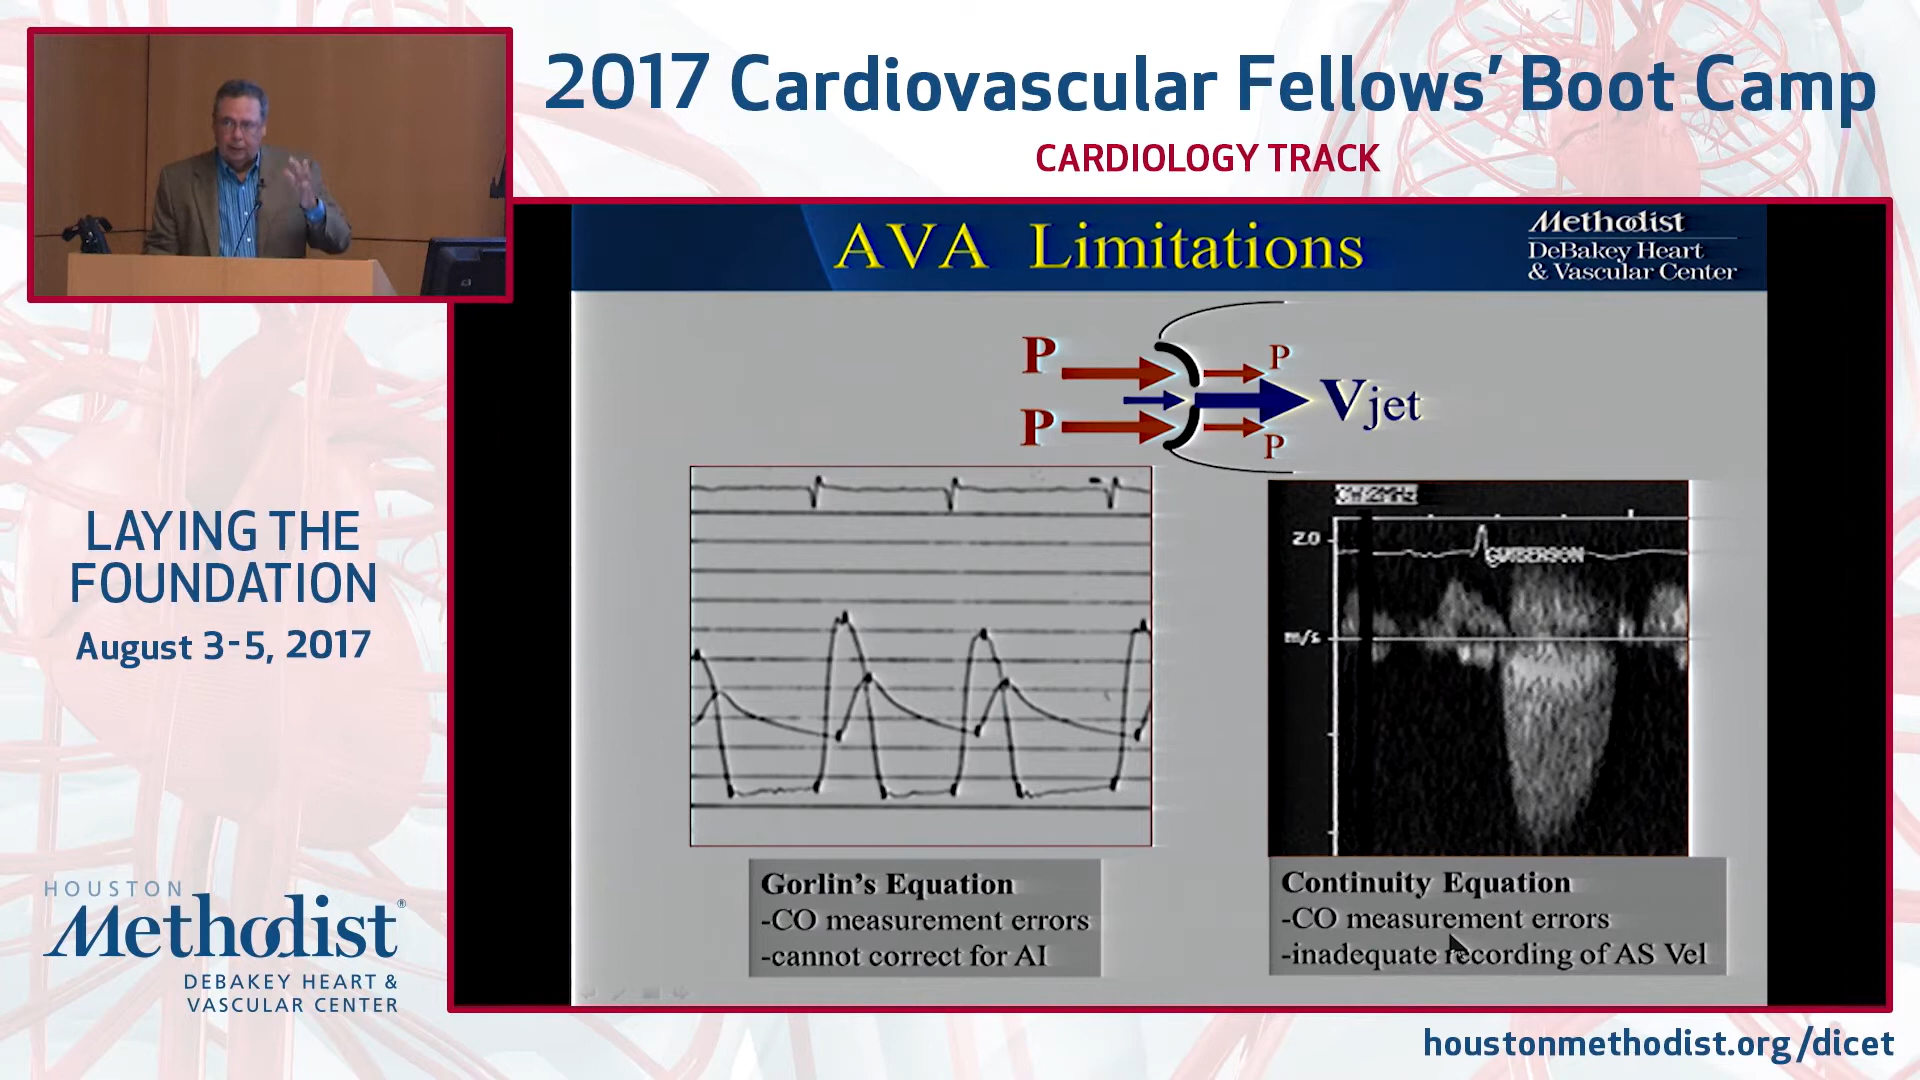 2017 Cardiovascular Fellows’ Boot Camp
CARDIOLOGY TRACK
AVA Limitations
Methodist
DeBakey Heart
& Vascular Center
P
P
P
P
Vjet
2.0
GUIBERSON
m/s
Gorlin's Equation
-CO measurement errors
-cannot correct for AI
Continuity Equation
-CO measurement errors
-inadequate recording of AS Vel
LAYING THE
FOUNDATION
August 3-5, 2017
HOUSTON
Methodist®
DEBAKEY HEART &
VASCULAR CENTER
houstonmethodist.org/dicet